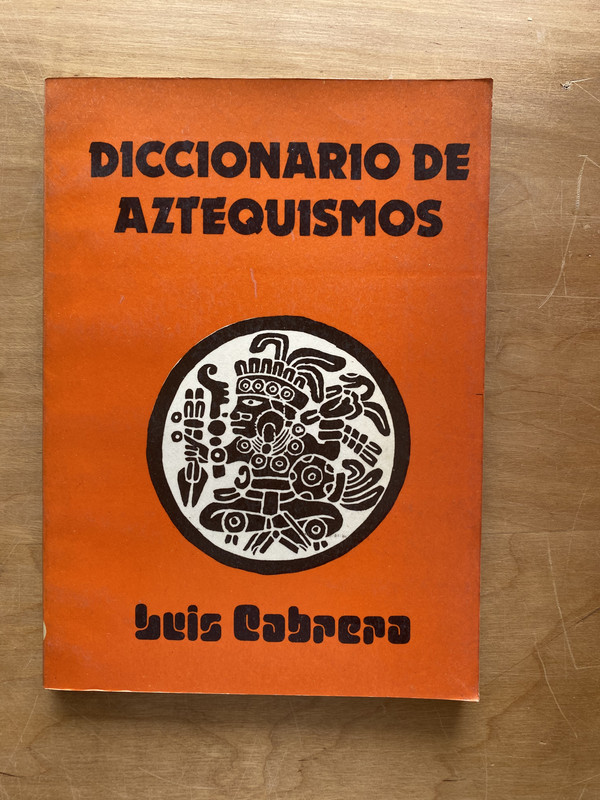 DICCIONARIO DE
AZTEQUISMOS
Luis Cabrera